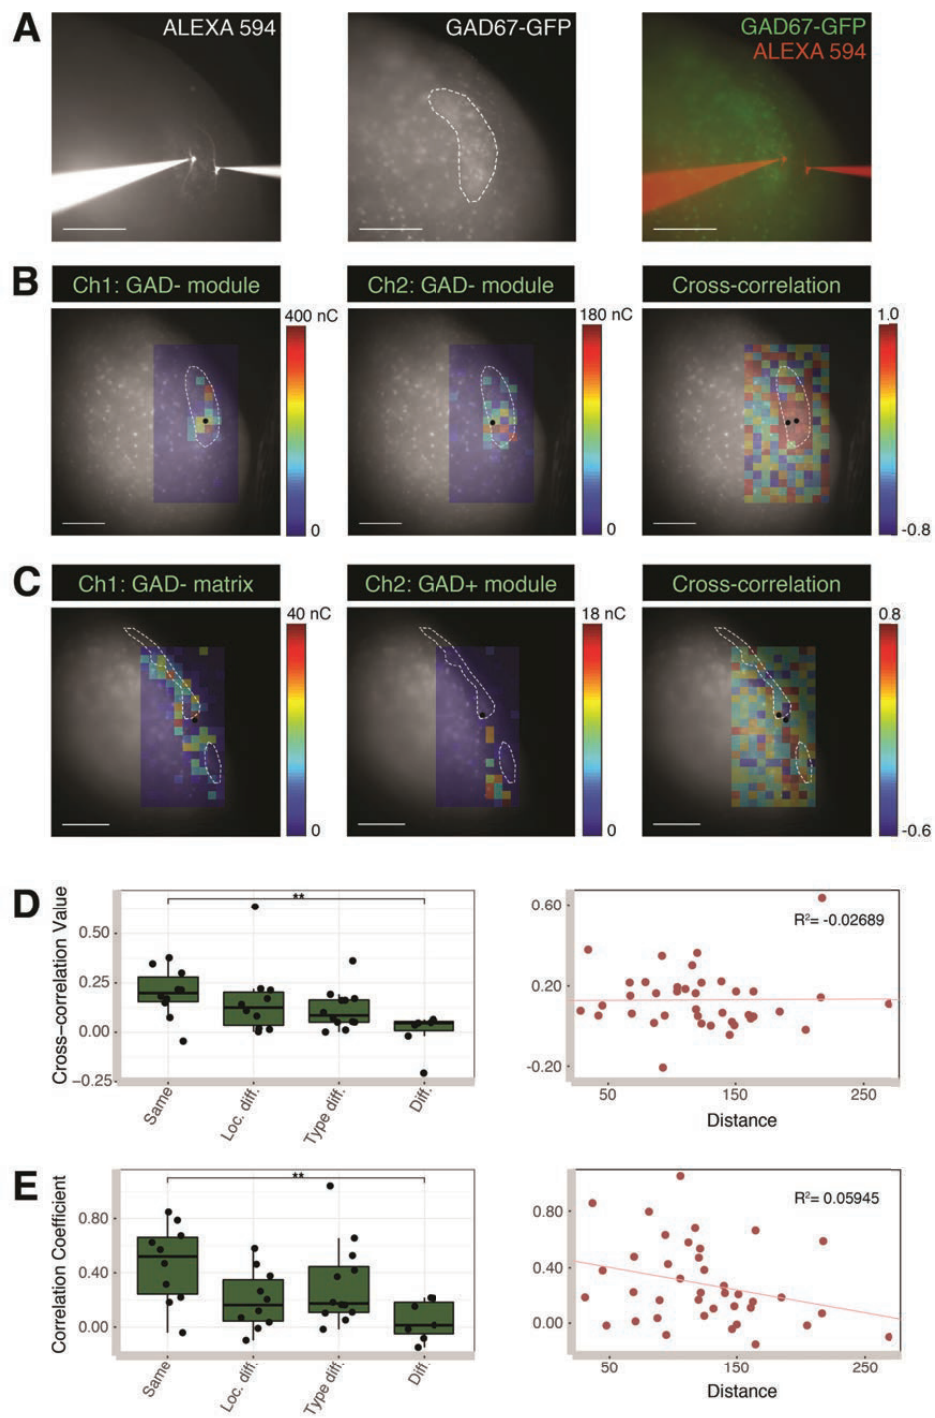 A
ALEXA 594
GAD67-GFP
GAD67-GFP
ALEXA 594
B
Ch1: GAD- module
Ch2: GAD- module
Cross-correlation
400 nC
180 nC
1.0
0
0
-0.8
C
Ch1: GAD- matrix
Ch2: GAD+ module
Cross-correlation
40 nC
18 nC
0.8
0
0
-0.6
D
Cross−correlation Value
**
0.50
0.25
0.00
−0.25
Same
Loc. diff.
Type diff.
Diff.
R²= -0.02689
0.60
0.20
-0.20
50
150
250
Distance
E
Correlation Coefficient
**
0.80
0.40
0.00
Same
Loc. diff.
Type diff.
Diff.
R²= 0.05945
0.80
0.40
0.00
50
150
250
Distance